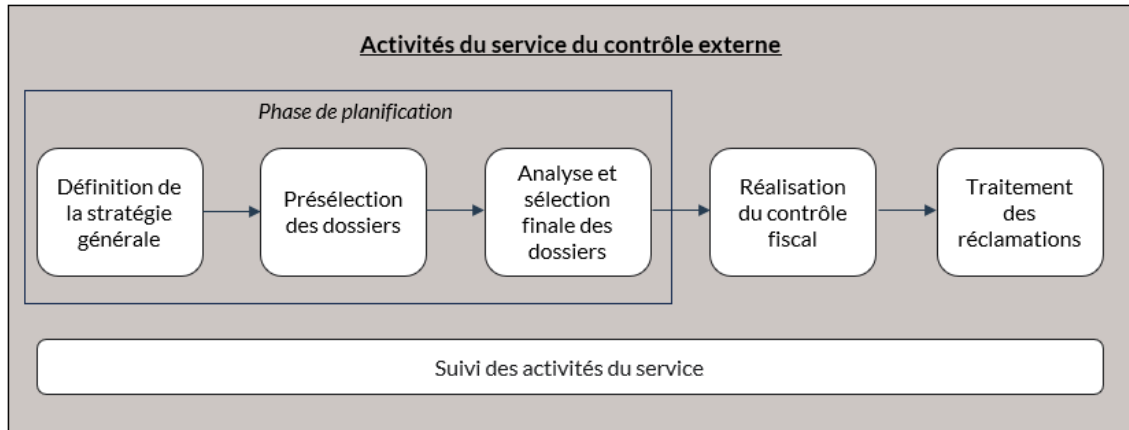 Activités du service du contrôle externe
Phase de planification
Définition de
la stratégie
générale
Présélection
des dossiers
Analyse et
sélection
finale des
dossiers
Réalisation
du contrôle
fiscal
Traitement
des
réclamations
Suivi des activités du service